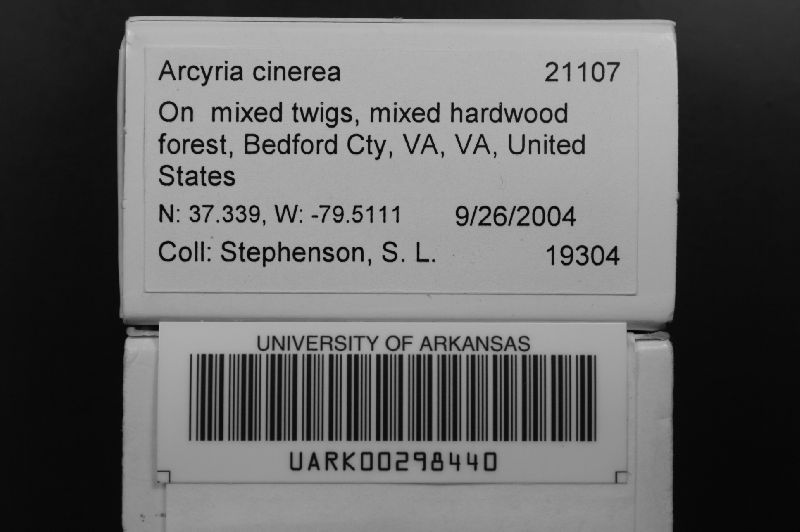 Arcyria cinerea 21107
On mixed twigs, mixed hardwood
forest, Bedford Cty, VA, VA, United
States
N: 37.339, W: -79.5111 9/26/2004
Coll: Stephenson, S. L. 19304
UNIVERSITY OF ARKANSAS
UARK00298440